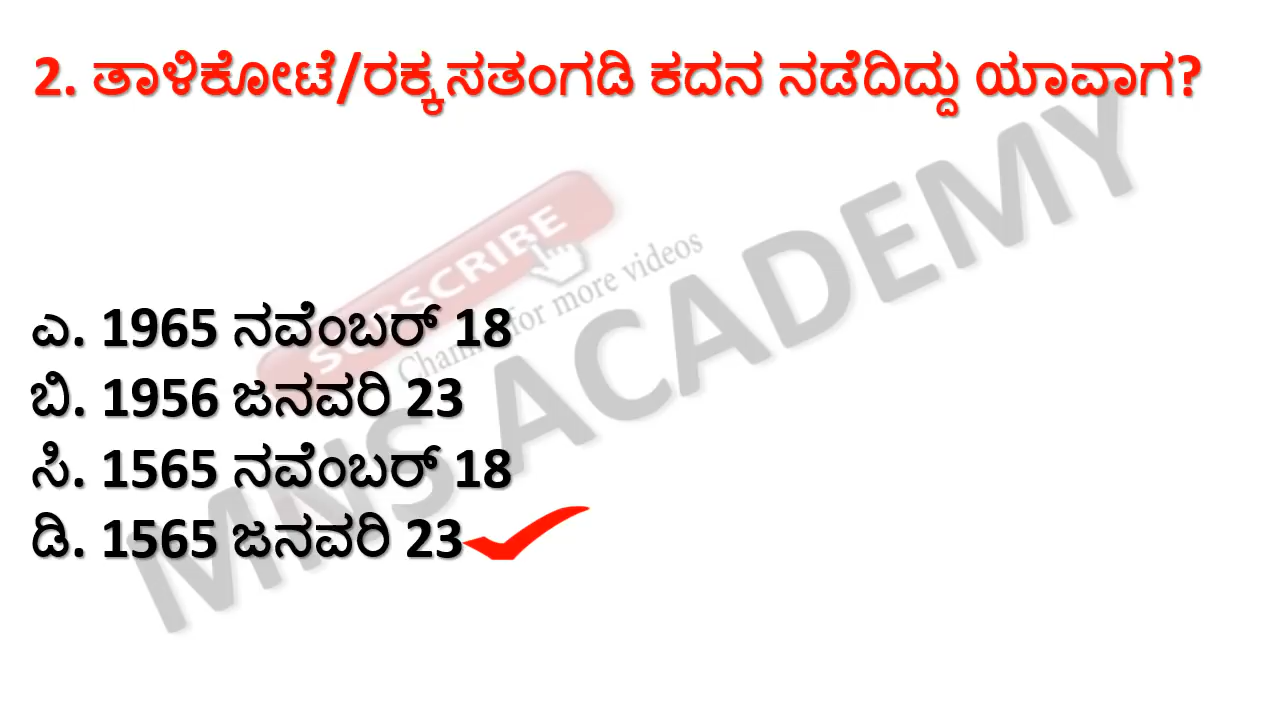 2. ತಾಳಿಕೋಟೆ/ರಕ್ಕಸತಂಗಡಿ ಕದನ ನಡೆದಿದ್ದು ಯಾವಾಗ?
SUBSCRIBE
Channel for more videos
MNS ACADEMY
ಎ. 1965 ನವೆಂಬರ್ 18
ಬಿ. 1956 ಜನವರಿ 23
ಸಿ. 1565 ನವೆಂಬರ್ 18
ಡಿ. 1565 ಜನವರಿ 23